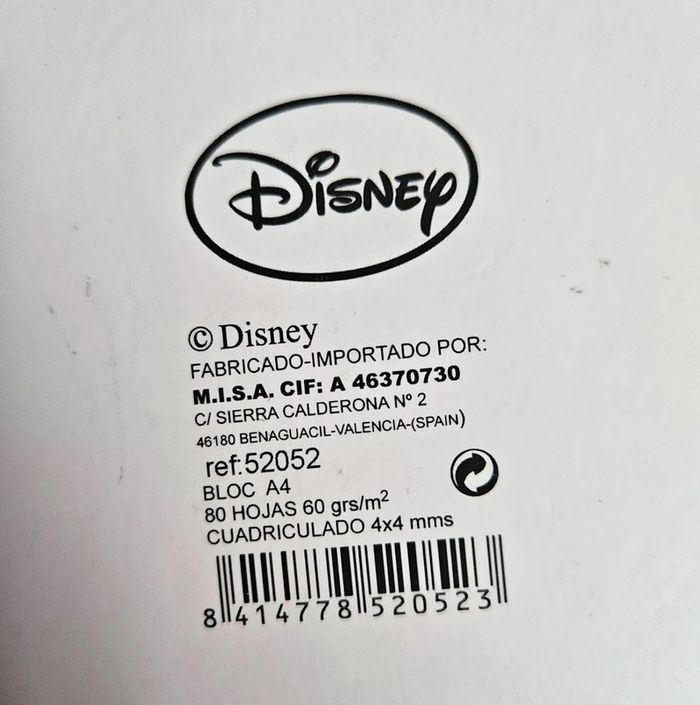 Disney
© Disney
FABRICADO-IMPORTADO POR:
M.I.S.A. CIF: A 46370730
C/ SIERRA CALDERONA Nº 2
46180 BENAGUACIL-VALENCIA-(SPAIN)
ref:52052
BLOC A4
80 HOJAS 60 grs/m²
CUADRICULADO 4x4 mms
8 414778 520523